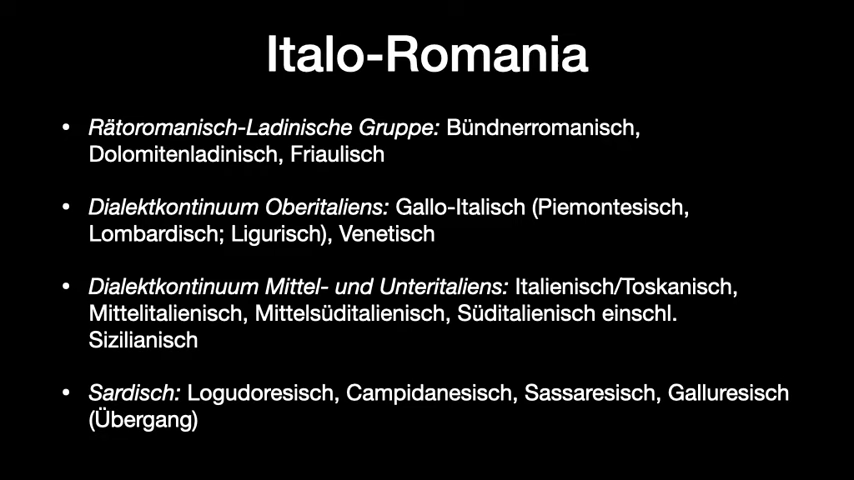 Italo-Romania
• Rätoromanisch-Ladinische Gruppe: Bündnerromanisch,
Dolomitenladinisch, Friaulisch
• Dialektkontinuum Oberitaliens: Gallo-Italisch (Piemontesisch,
Lombardisch; Ligurisch), Venetisch
• Dialektkontinuum Mittel- und Unteritaliens: Italienisch/Toskanisch,
Mittelitalienisch, Mittelsüditalienisch, Süditalienisch einschl.
Sizilianisch
• Sardisch: Logudoresisch, Campidanesisch, Sassaresisch, Galluresisch
(Übergang)